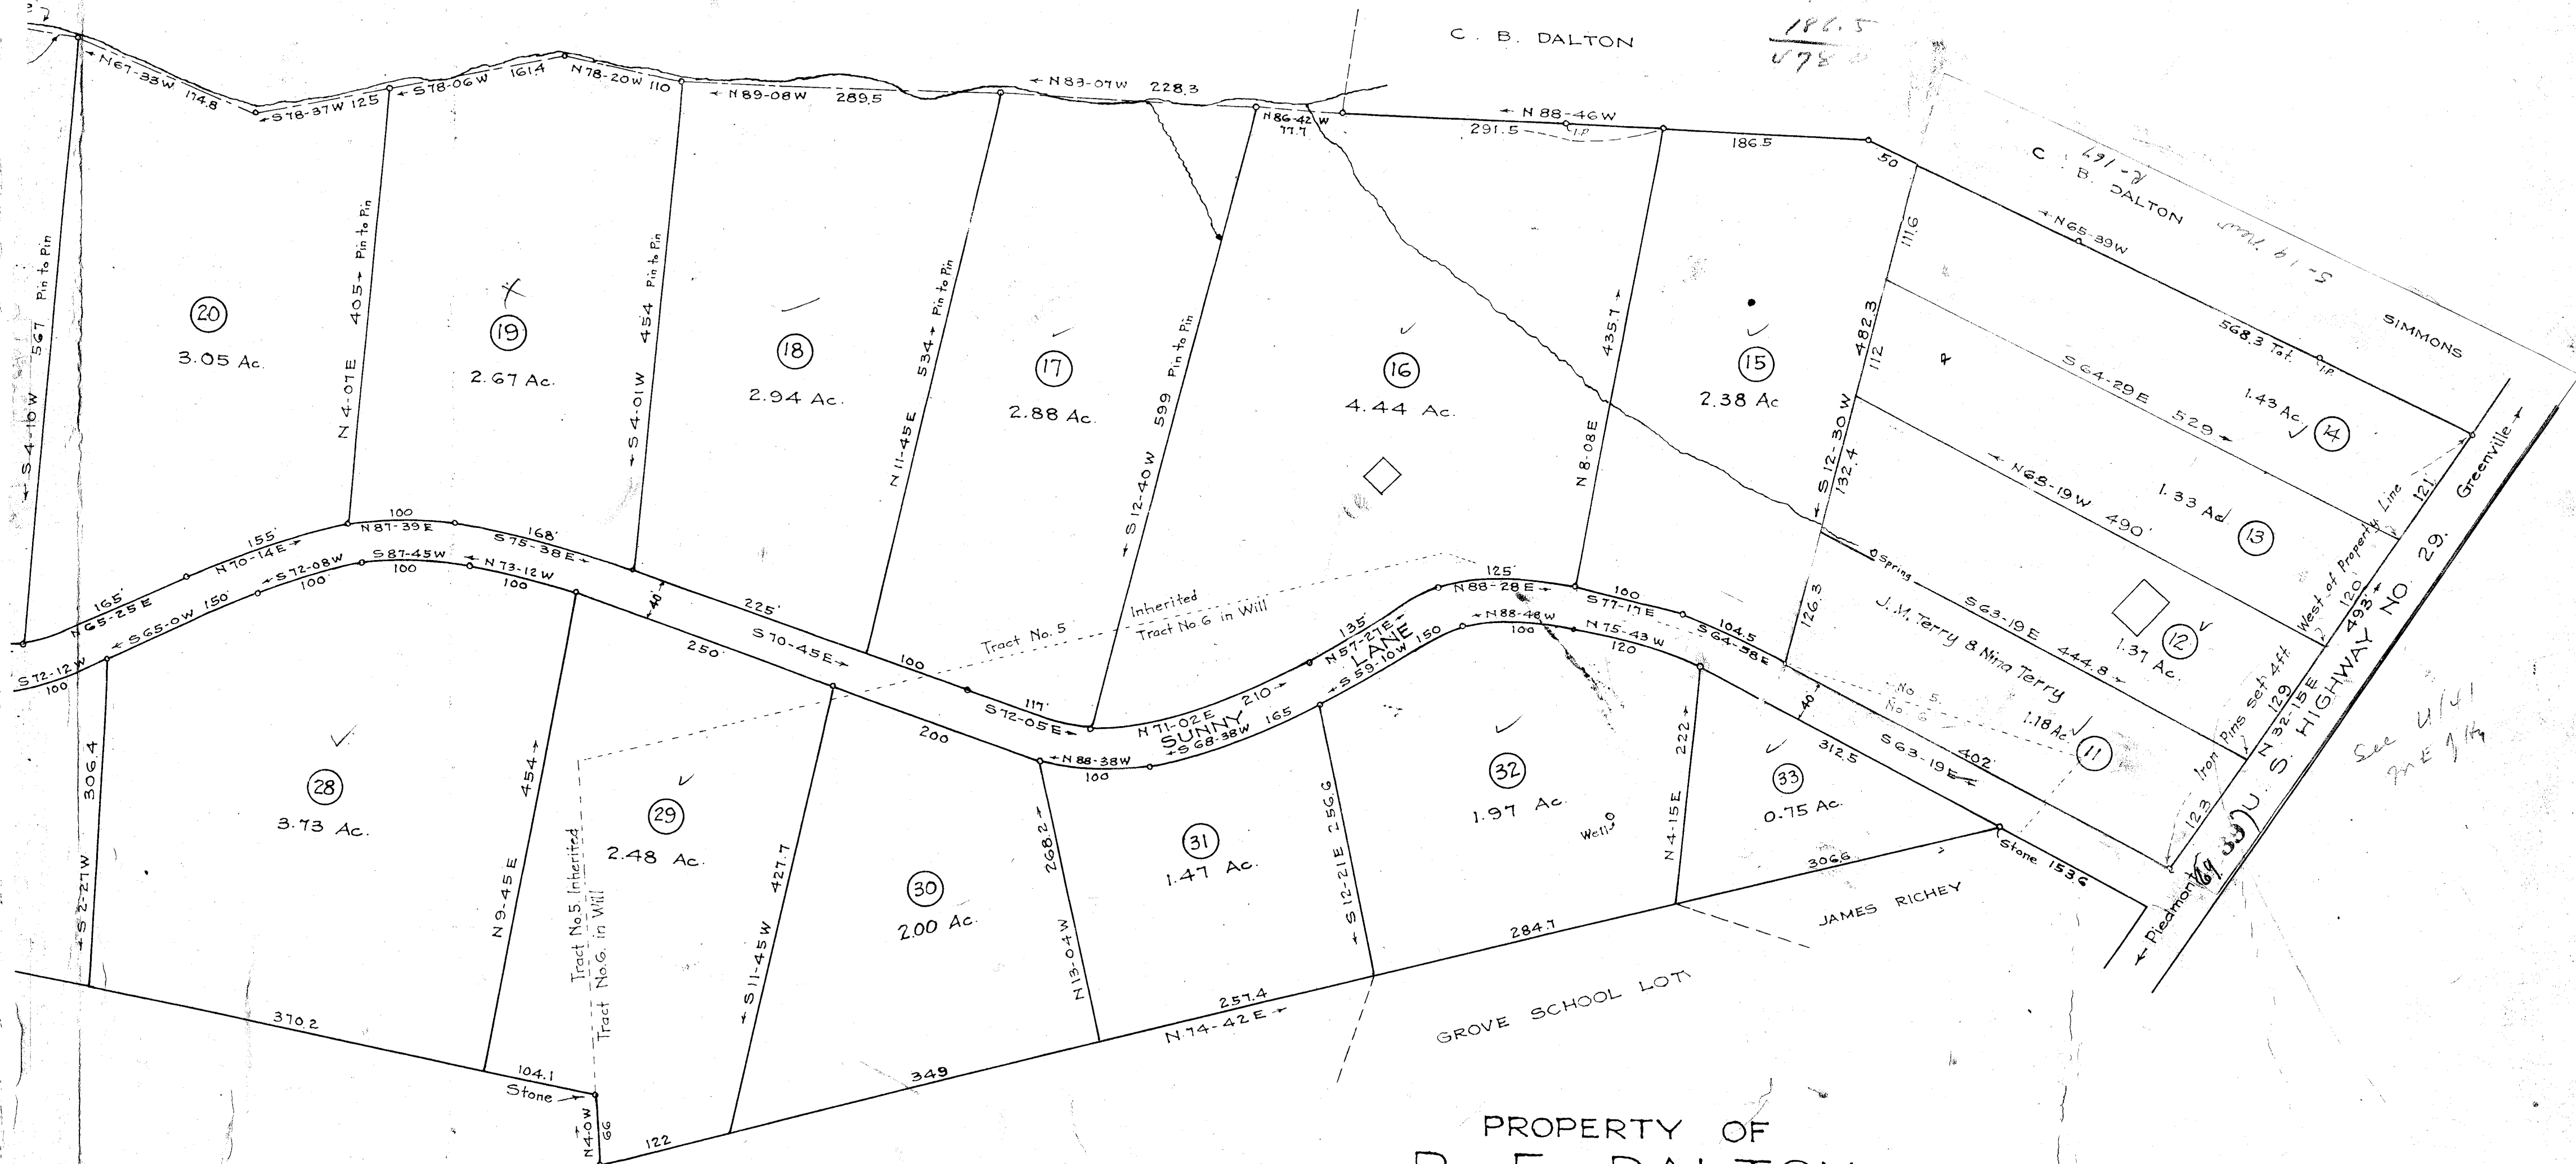 C. B. DALTON
186.5
N67-33W 174.8
←S78-37W 125
←S78-06W 161.4
N78-20W 110
←N89-08W 289.5
←N83-07W 228.3
N86-42W
77.7
←N 88-46W
291.5
I.P.
186.5
50
C. B. DALTON
R-167
←N65-39W
568.3 Tot.
I.P.
SIMMONS
←S-4-10W 567 Pin to Pin
20
3.05 Ac.
N4-07E 405→ Pin to Pin
19
2.67 Ac.
←S4-01W 454 Pin to Pin
18
2.94 Ac.
N11-45E 534→ Pin to Pin
17
2.88 Ac.
←S12-40W 599 Pin to Pin
16
4.44 Ac.
N8-08E 435.7→
15
2.38 Ac
111.6
482.3
112
←S12-30W
132.4
126.3
S64-29E 529→
1.43 Ac.
14
←N63-19W 490'
1.33 Ac.
13
Spring
S63-19E 444.8→
J.M. Terry & Nina Terry
12
1.37 Ac.
No. 5.
No. 6
1.18 Ac.
11
Iron Pins Set 4ft. West of Property Line
121'
120
129
N 32-15E 493→
123
U. S. HIGHWAY NO. 29.
Greenville→
←Piedmont
165'
N65-25E
155'
N70-14E→
100
N87-39E
168'
S75-38E→
225'
S70-45E→
100
117'
S72-05E→
N71-02E 210
SUNNY LANE
135'
N57-27E→
125'
N88-28E→
100
S77-17E
104.5
S64-58E
S72-12W
100
←S65-0W 150'
←S72-08W
100'
S87-45W
100
←N73-12W
100
40'
250'
200
←N88-38W
100
←S68-38W 165
←S59-10W 150
←N88-48W
100
N75-43W
120
40'
312.5
S63-19E
402'
Tract No. 5 Inherited
Tract No. 6 in Will
←S2-27W 306.4
28
3.73 Ac.
N9-45E 454→
Tract No.5. Inherited
Tract No.6. in Will
29
2.48 Ac.
←S11-45W 427.7
30
2.00 Ac.
N13-04W 268.2→
31
1.47 Ac.
←S12-21E 256.6
32
1.97 Ac.
Well
N4-15E 222→
33
0.75 Ac.
306.6
Stone 153.6
JAMES RICHEY
284.7
GROVE SCHOOL LOT
257.4
N.74-42E→
349
122
370.2
104.1
Stone→
N4-0W
66
PROPERTY OF